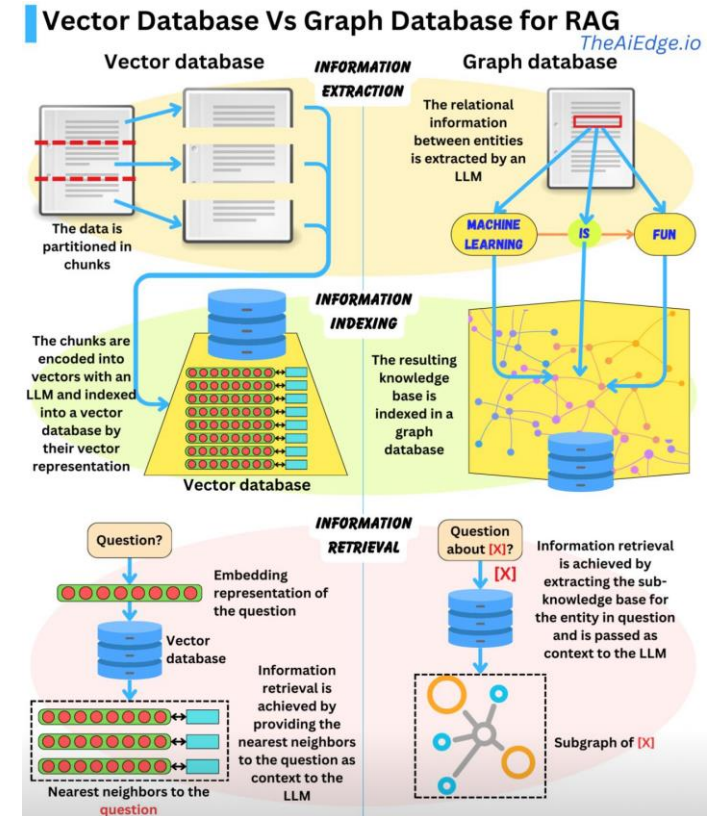 Vector Database Vs Graph Database for RAG
TheAiEdge.io
Vector database
INFORMATION
EXTRACTION
Graph database
The data is
partitioned in
chunks
The relational
information
between entities
is extracted by an
LLM
MACHINE
LEARNING
IS
FUN
INFORMATION
INDEXING
The chunks are
encoded into
vectors with an
LLM and indexed
into a vector
database by
their vector
representation
Vector database
The resulting
knowledge
base is
indexed in a
graph
database
INFORMATION
RETRIEVAL
Question?
Embedding
representation of
the question
Vector
database
Information
retrieval is
achieved by
providing the
nearest neighbors
to the question as
context to the
LLM
Nearest neighbors to the
question
Question
about [X]?
[X]
Information retrieval
is achieved by
extracting the sub-
knowledge base for
the entity in question
and is passed as
context to the LLM
Subgraph of [X]